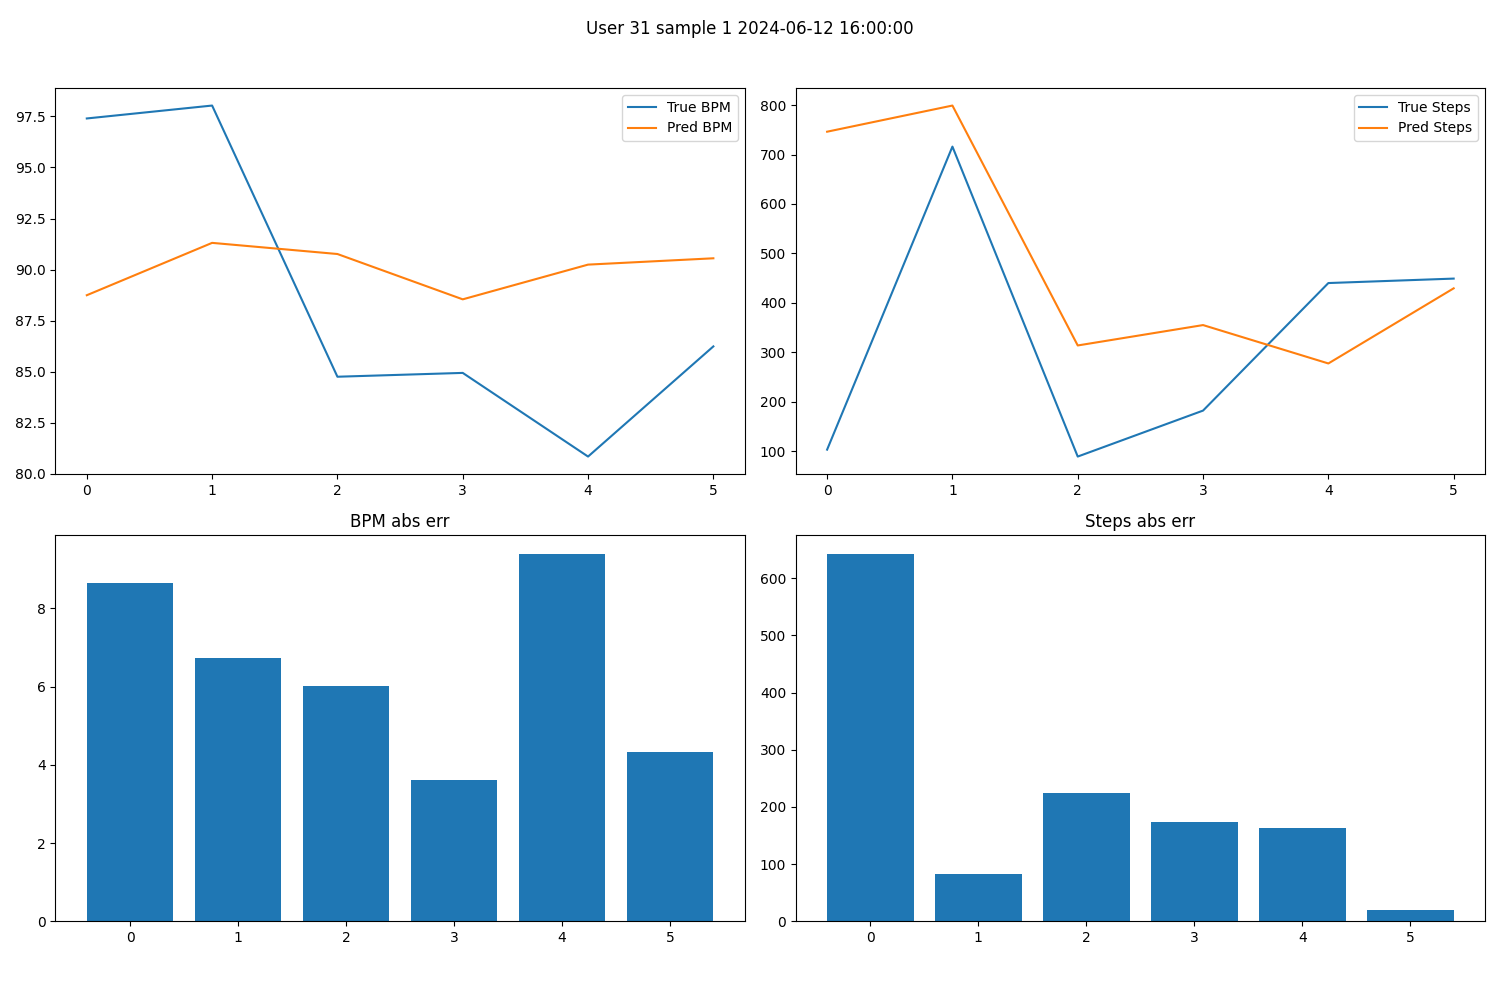 User 31 sample 1 2024-06-12 16:00:00
True BPM
Pred BPM
97.5
95.0
92.5
90.0
87.5
85.0
82.5
80.0
0 1 2 3 4 5
True Steps
Pred Steps
800
700
600
500
400
300
200
100
0 1 2 3 4 5
BPM abs err
8
6
4
2
0
0 1 2 3 4 5
Steps abs err
600
500
400
300
200
100
0
0 1 2 3 4 5